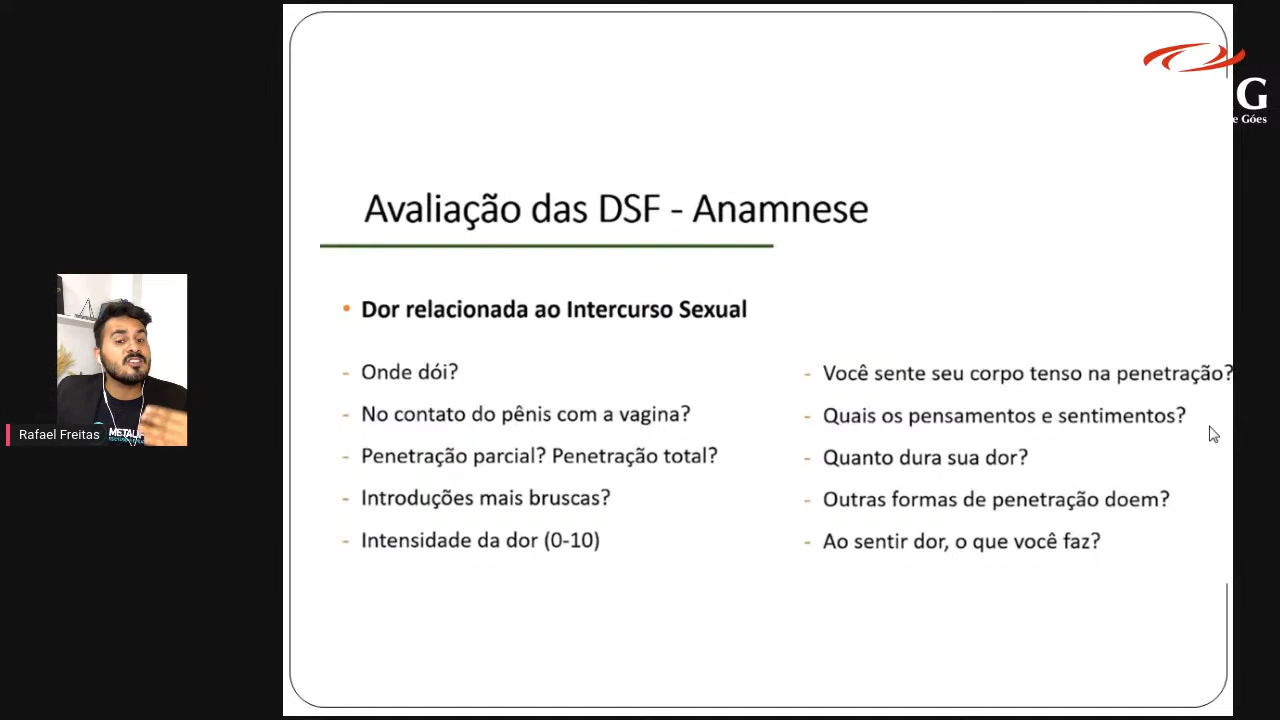 Avaliação das DSF - Anamnese
• Dor relacionada ao Intercurso Sexual
- Onde dói?
- No contato do pênis com a vagina?
- Penetração parcial? Penetração total?
- Introduções mais bruscas?
- Intensidade da dor (0-10)
- Você sente seu corpo tenso na penetração?
- Quais os pensamentos e sentimentos?
- Quanto dura sua dor?
- Outras formas de penetração doem?
- Ao sentir dor, o que você faz?
G
e Góes
Rafael Freitas